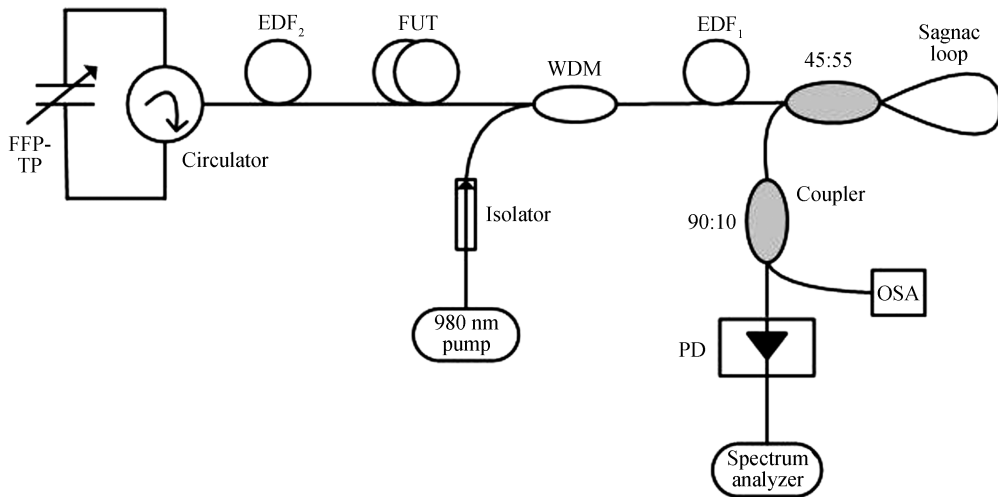 EDF₂
FUT
EDF₁
Sagnac
loop
45:55
WDM
FFP-
TP
Circulator
Isolator
Coupler
90:10
OSA
980 nm
pump
PD
Spectrum
analyzer